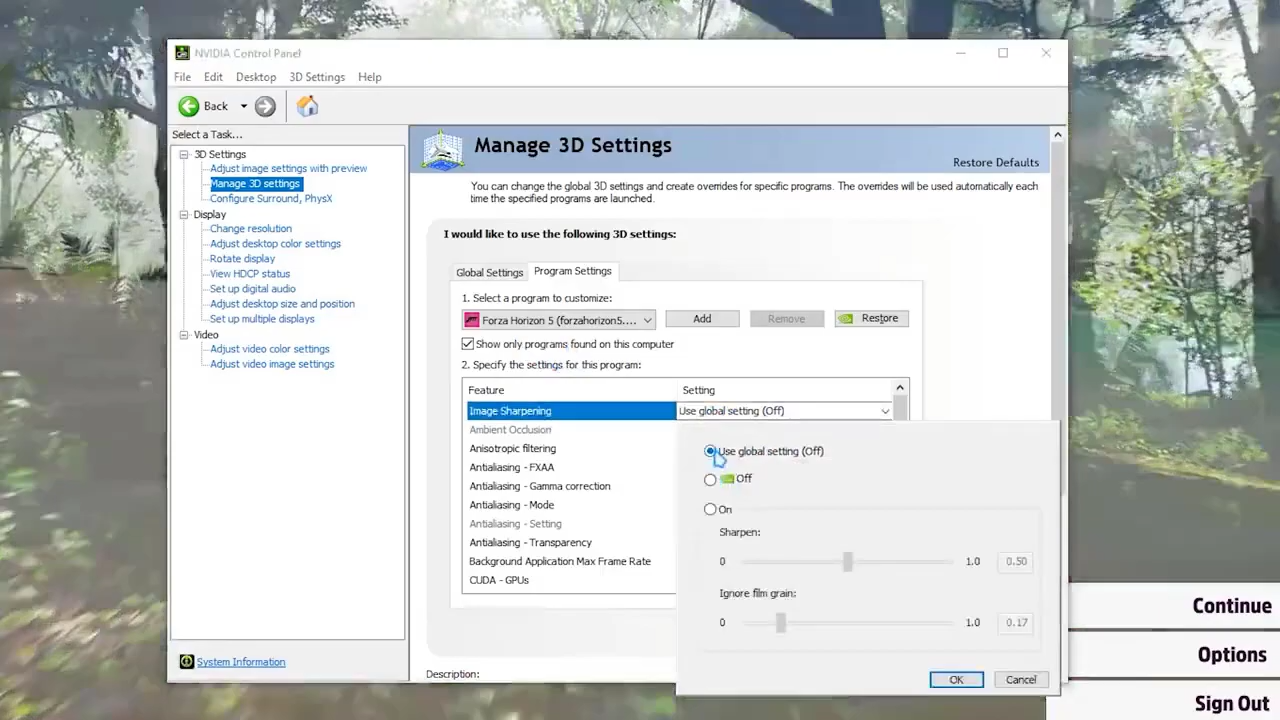 NVIDIA Control Panel
File Edit Desktop 3D Settings Help
Back
Select a Task...
3D Settings
Adjust image settings with preview
Manage 3D settings
Configure Surround, PhysX
Display
Change resolution
Adjust desktop color settings
Rotate display
View HDCP status
Set up digital audio
Adjust desktop size and position
Set up multiple displays
Video
Adjust video color settings
Adjust video image settings
System Information
Manage 3D Settings
Restore Defaults
You can change the global 3D settings and create overrides for specific programs. The overrides will be used automatically each
time the specified programs are launched.
I would like to use the following 3D settings:
Global Settings Program Settings
1. Select a program to customize:
Forza Horizon 5 (forzahorizon5.... Add Remove Restore
Show only programs found on this computer
2. Specify the settings for this program:
Feature Setting
Image Sharpening Use global setting (Off)
Ambient Occlusion
Anisotropic filtering
Antialiasing - FXAA
Antialiasing - Gamma correction
Antialiasing - Mode
Antialiasing - Setting
Antialiasing - Transparency
Background Application Max Frame Rate
CUDA - GPUs
Description:
Use global setting (Off)
Off
On
Sharpen:
0 1.0 0.50
Ignore film grain:
0 1.0 0.17
OK Cancel
Continue
Options
Sign Out